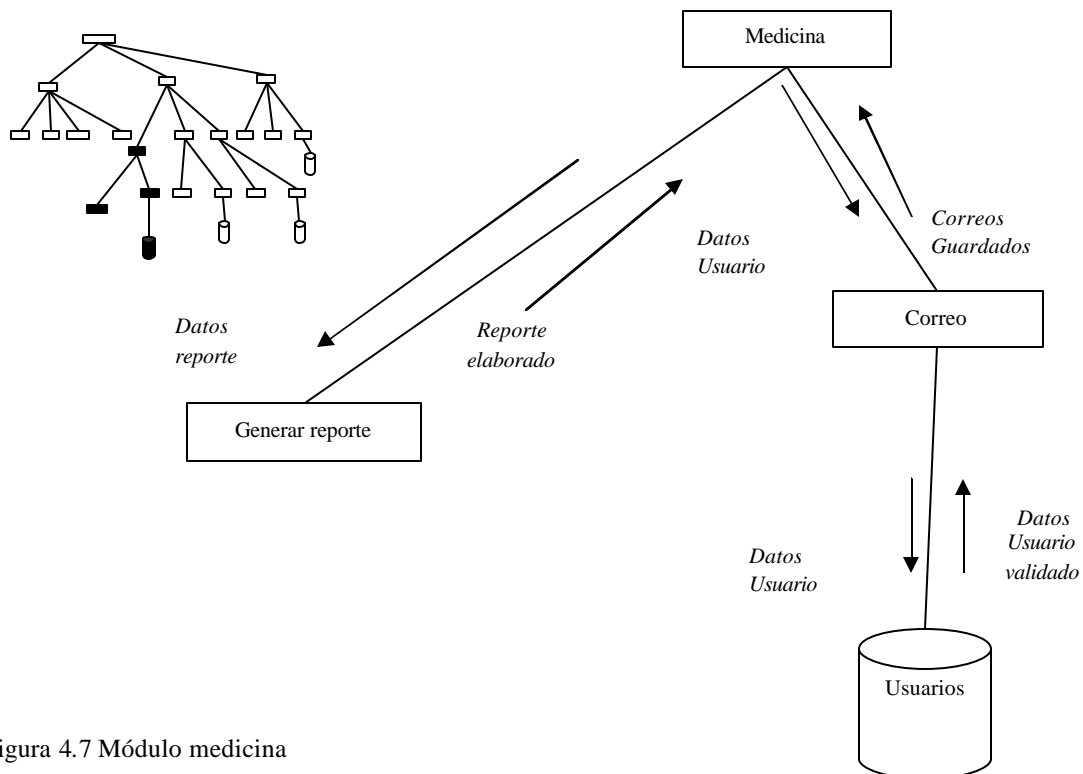 Medicina
Correos
Guardados
Datos
Usuario
Correo
Datos
reporte
Reporte
elaborado
Generar reporte
Datos
Usuario
validado
Datos
Usuario
Usuarios
igura 4.7 Módulo medicina